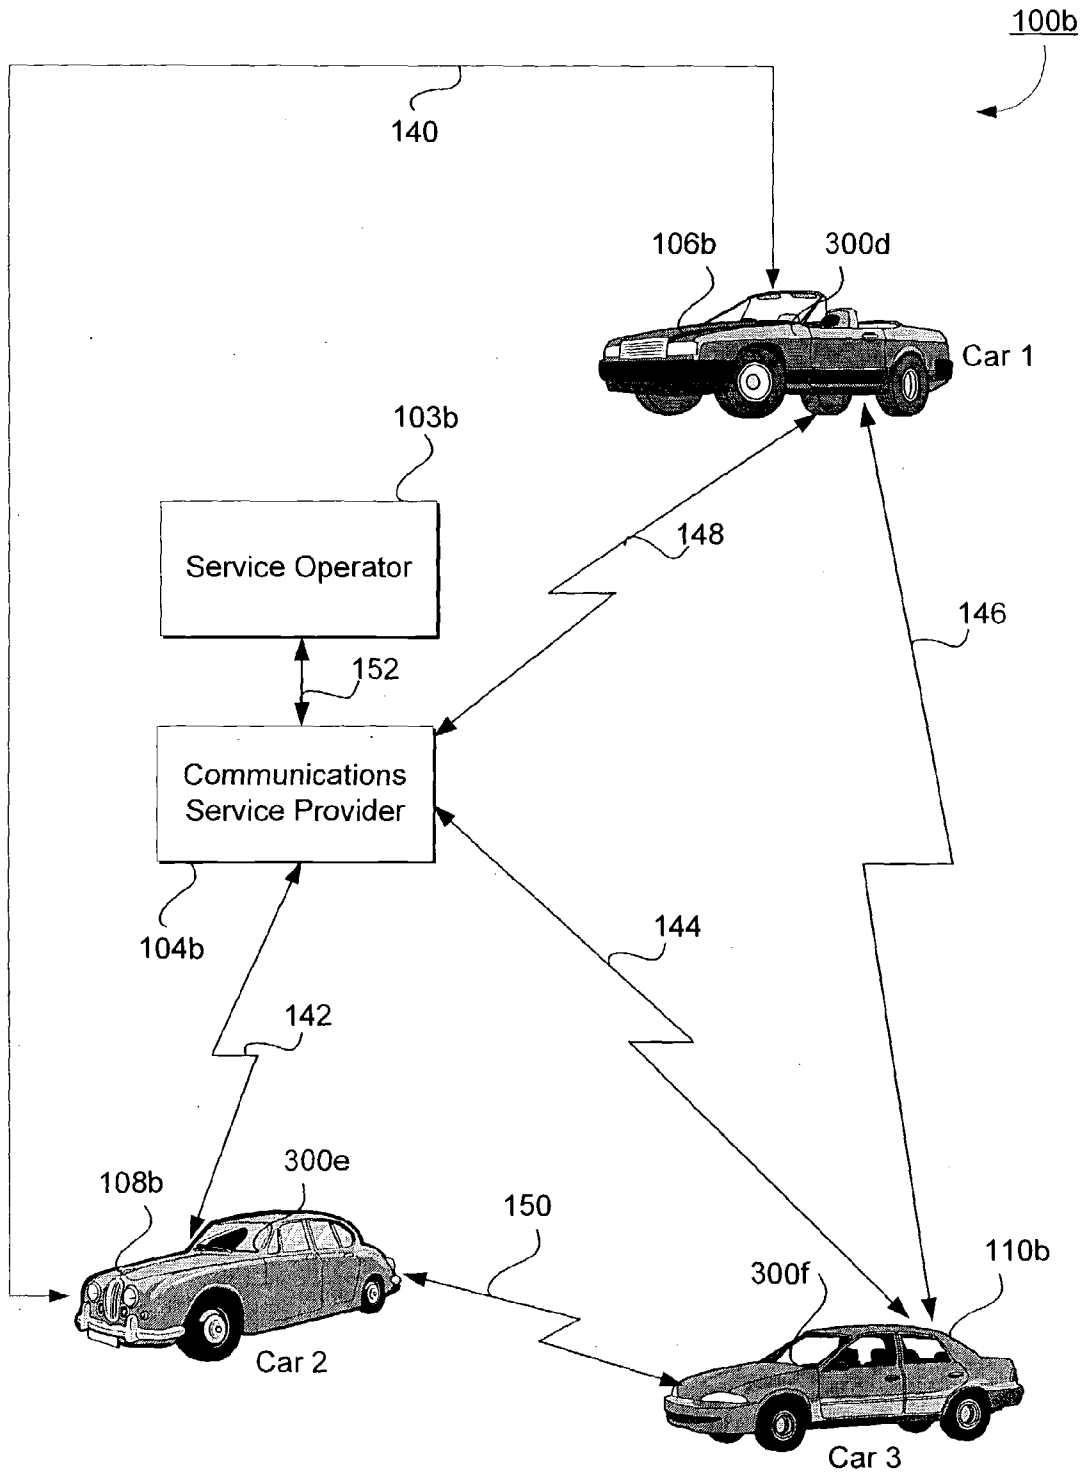 100b
140
106b
300d
Car 1
103b
Service Operator
148
146
152
Communications
Service Provider
104b
144
142
300e
108b
150
110b
300f
Car 2
Car 3